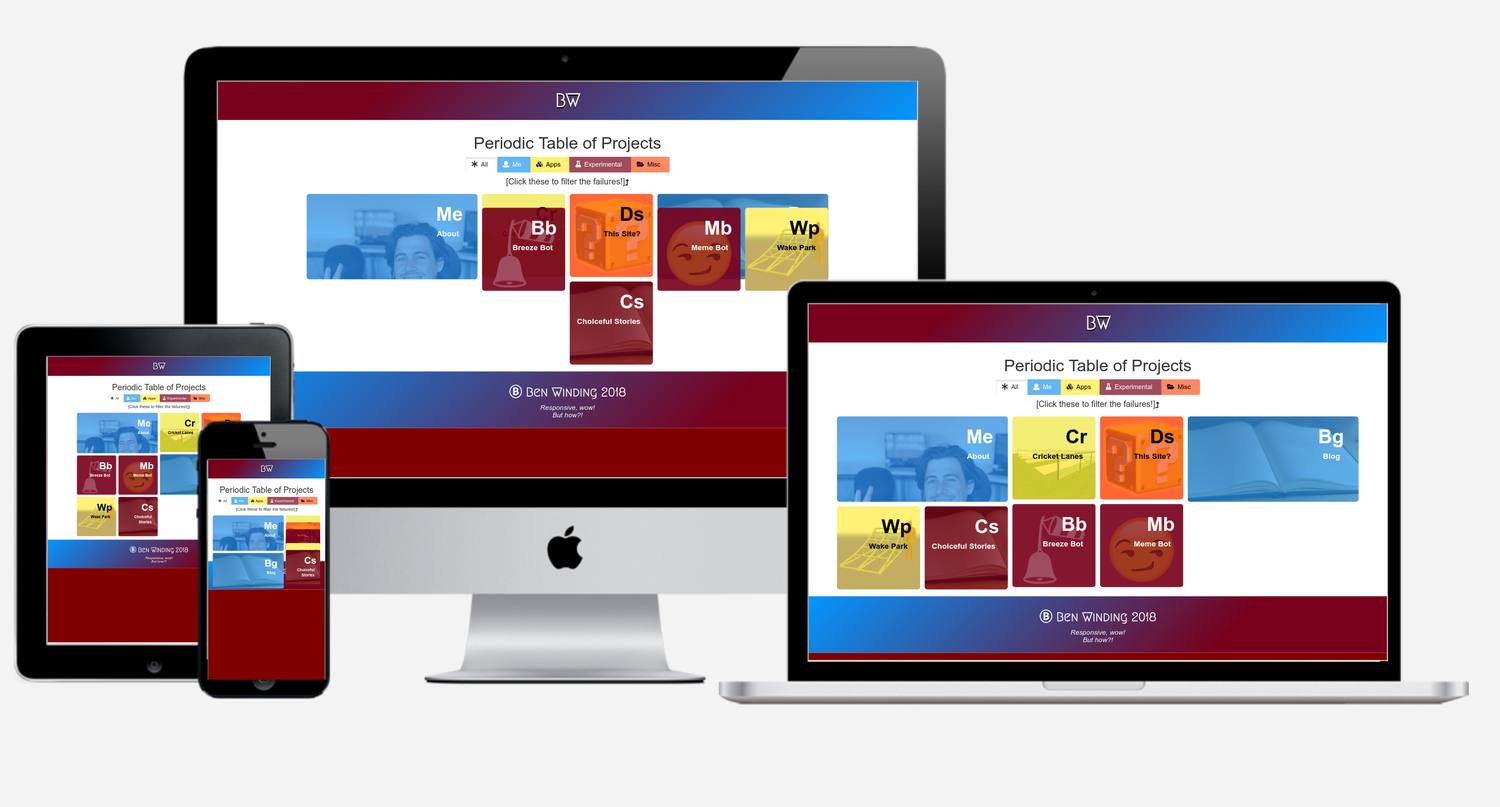 BW
Periodic Table of Projects
All Me Apps Experimental Misc
[Click these to filter the failures!]
Me
About
Cr
Bb
Breeze Bot
Ds
This Site?
Mb
Meme Bot
Wp
Wake Park
Cs
Choiceful Stories
B BEN WINDING 2018
Responsive, wow!
But how?!
BW
Periodic Table of Projects
All Me Apps Experimental Misc
[Click these to filter the failures!]
Me
About
Cr
Cricket Lanes
Ds
This Site?
Bg
Blog
Wp
Wake Park
Cs
Choiceful Stories
Bb
Breeze Bot
Mb
Meme Bot
B BEN WINDING 2018
Responsive, wow!
But how?!
BW
Periodic Table of Projects
All Me Apps Experimental Misc
[Click these to filter the failures!]
Me
About
Cr
Cricket Lanes
Bb
Breeze Bot
Mb
Meme Bot
Wp
Wake Park
Cs
Choiceful
Stories
B BEN WINDING 2018
Responsive, wow!
But how?!
BW
Periodic Table of Projects
All Me Apps Experimental Misc
[Click these to filter the failures!]
Me
About
Bg
Blog
Cs
Choiceful
Stories